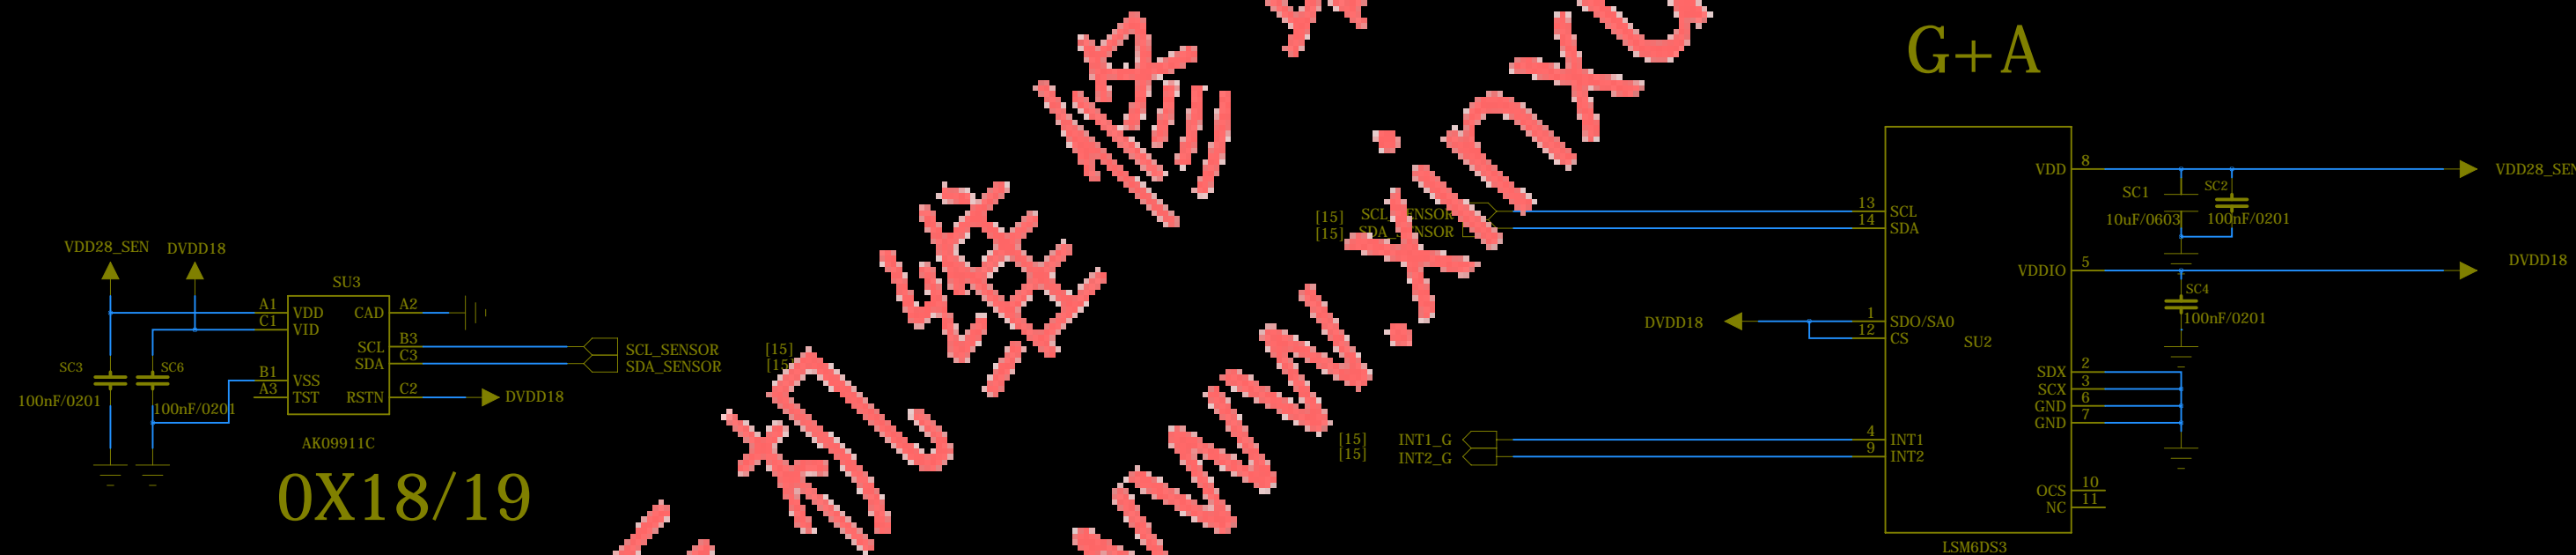 G+A
VDD28_SEN DVDD18
SU3
A1 VDD CAD A2
C1 VID
SCL B3 SCL_SENSOR [15]
SDA C3 SDA_SENSOR [15]
B1 VSS
A3 TST RSTN C2 DVDD18
SC3 SC6
100nF/0201 100nF/0201
AK09911C
0X18/19
[15] SCL_SENSOR 13 SCL
[15] SDA_SENSOR 14 SDA
VDD 8 VDD28_SEN
SC1 SC2
10uF/0603 100nF/0201
VDDIO 5 DVDD18
SC4
100nF/0201
DVDD18 1 SDO/SA0
12 CS
SU2
SDX 2
SCX 3
GND 6
GND 7
[15] INT1_G 4 INT1
[15] INT2_G 9 INT2
OCS 10
NC 11
LSM6DS3
www.xinxu